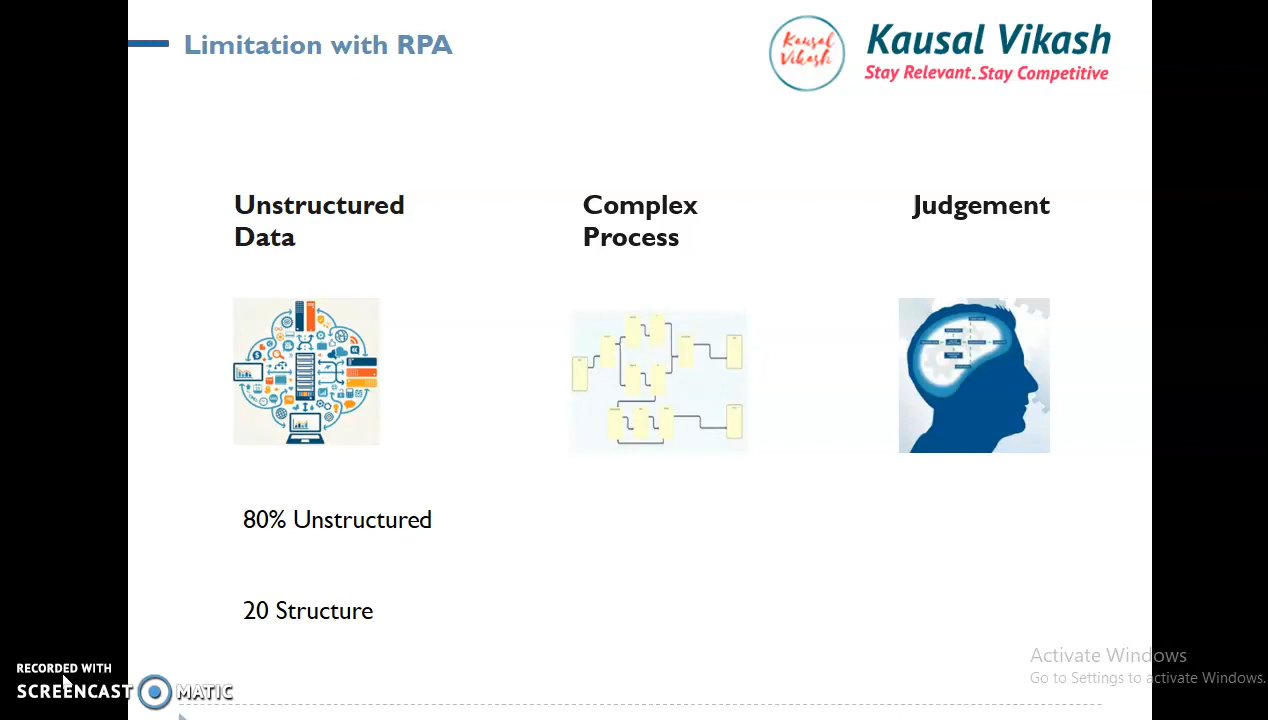 Limitation with RPA
Kausal
Vikash
Kausal Vikash
Stay Relevant. Stay Competitive
Unstructured
Data
Complex
Process
Judgement
80% Unstructured
20 Structure
RECORDED WITH
SCREENCAST MATIC
Activate Windows
Go to Settings to activate Windows.